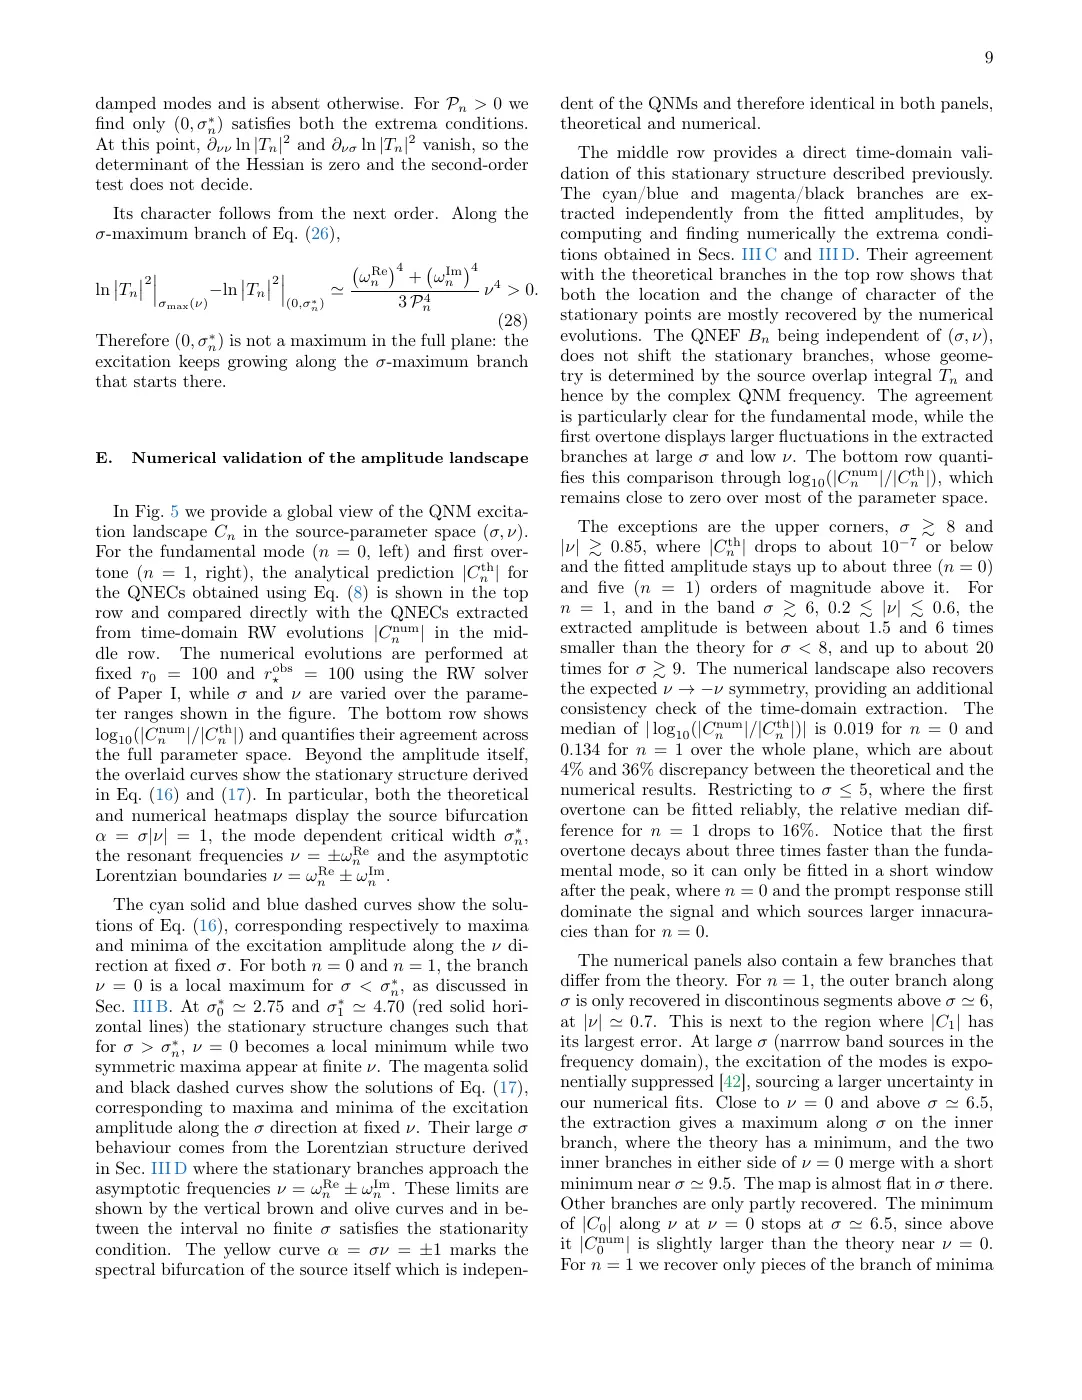 9
damped modes and is absent otherwise. For 𝒫ₙ > 0 we
find only (0, σₙ*) satisfies both the extrema conditions.
At this point, ∂νν ln |Tₙ|² and ∂νσ ln |Tₙ|² vanish, so the
determinant of the Hessian is zero and the second-order
test does not decide.
Its character follows from the next order. Along the
σ-maximum branch of Eq. (26),
ln |Tₙ|²|_{σmax(ν)} − ln |Tₙ|²|_{(0,σₙ*)} ≃ ((ωₙ^Re)⁴ + (ωₙ^Im)⁴) / (3 𝒫ₙ⁴) ν⁴ > 0.
(28)
Therefore (0, σₙ*) is not a maximum in the full plane: the
excitation keeps growing along the σ-maximum branch
that starts there.
E. Numerical validation of the amplitude landscape
In Fig. 5 we provide a global view of the QNM excita-
tion landscape Cₙ in the source-parameter space (σ, ν).
For the fundamental mode (n = 0, left) and first over-
tone (n = 1, right), the analytical prediction |Cₙ^th| for
the QNECs obtained using Eq. (8) is shown in the top
row and compared directly with the QNECs extracted
from time-domain RW evolutions |Cₙ^num| in the mid-
dle row. The numerical evolutions are performed at
fixed r₀ = 100 and r⋆^obs = 100 using the RW solver
of Paper I, while σ and ν are varied over the parame-
ter ranges shown in the figure. The bottom row shows
log₁₀(|Cₙ^num|/|Cₙ^th|) and quantifies their agreement across
the full parameter space. Beyond the amplitude itself,
the overlaid curves show the stationary structure derived
in Eq. (16) and (17). In particular, both the theoretical
and numerical heatmaps display the source bifurcation
α = σ|ν| = 1, the mode dependent critical width σₙ*,
the resonant frequencies ν = ±ωₙ^Re and the asymptotic
Lorentzian boundaries ν = ωₙ^Re ± ωₙ^Im.
The cyan solid and blue dashed curves show the solu-
tions of Eq. (16), corresponding respectively to maxima
and minima of the excitation amplitude along the ν di-
rection at fixed σ. For both n = 0 and n = 1, the branch
ν = 0 is a local maximum for σ < σₙ*, as discussed in
Sec. III B. At σ₀* ≃ 2.75 and σ₁* ≃ 4.70 (red solid hori-
zontal lines) the stationary structure changes such that
for σ > σₙ*, ν = 0 becomes a local minimum while two
symmetric maxima appear at finite ν. The magenta solid
and black dashed curves show the solutions of Eq. (17),
corresponding to maxima and minima of the excitation
amplitude along the σ direction at fixed ν. Their large σ
behaviour comes from the Lorentzian structure derived
in Sec. III D where the stationary branches approach the
asymptotic frequencies ν = ωₙ^Re ± ωₙ^Im. These limits are
shown by the vertical brown and olive curves and in be-
tween the interval no finite σ satisfies the stationarity
condition. The yellow curve α = σν = ±1 marks the
spectral bifurcation of the source itself which is indepen-
dent of the QNMs and therefore identical in both panels,
theoretical and numerical.
The middle row provides a direct time-domain vali-
dation of this stationary structure described previously.
The cyan/blue and magenta/black branches are ex-
tracted independently from the fitted amplitudes, by
computing and finding numerically the extrema condi-
tions obtained in Secs. III C and III D. Their agreement
with the theoretical branches in the top row shows that
both the location and the change of character of the
stationary points are mostly recovered by the numerical
evolutions. The QNEF Bₙ being independent of (σ, ν),
does not shift the stationary branches, whose geome-
try is determined by the source overlap integral Tₙ and
hence by the complex QNM frequency. The agreement
is particularly clear for the fundamental mode, while the
first overtone displays larger fluctuations in the extracted
branches at large σ and low ν. The bottom row quanti-
fies this comparison through log₁₀(|Cₙ^num|/|Cₙ^th|), which
remains close to zero over most of the parameter space.
The exceptions are the upper corners, σ ≳ 8 and
|ν| ≳ 0.85, where |Cₙ^th| drops to about 10⁻⁷ or below
and the fitted amplitude stays up to about three (n = 0)
and five (n = 1) orders of magnitude above it. For
n = 1, and in the band σ ≳ 6, 0.2 ≲ |ν| ≲ 0.6, the
extracted amplitude is between about 1.5 and 6 times
smaller than the theory for σ < 8, and up to about 20
times for σ ≳ 9. The numerical landscape also recovers
the expected ν → −ν symmetry, providing an additional
consistency check of the time-domain extraction. The
median of | log₁₀(|Cₙ^num|/|Cₙ^th|)| is 0.019 for n = 0 and
0.134 for n = 1 over the whole plane, which are about
4% and 36% discrepancy between the theoretical and the
numerical results. Restricting to σ ≤ 5, where the first
overtone can be fitted reliably, the relative median dif-
ference for n = 1 drops to 16%. Notice that the first
overtone decays about three times faster than the funda-
mental mode, so it can only be fitted in a short window
after the peak, where n = 0 and the prompt response still
dominate the signal and which sources larger innacura-
cies than for n = 0.
The numerical panels also contain a few branches that
differ from the theory. For n = 1, the outer branch along
σ is only recovered in discontinous segments above σ ≃ 6,
at |ν| ≃ 0.7. This is next to the region where |C₁| has
its largest error. At large σ (narrrow band sources in the
frequency domain), the excitation of the modes is expo-
nentially suppressed [42], sourcing a larger uncertainty in
our numerical fits. Close to ν = 0 and above σ ≃ 6.5,
the extraction gives a maximum along σ on the inner
branch, where the theory has a minimum, and the two
inner branches in either side of ν = 0 merge with a short
minimum near σ ≃ 9.5. The map is almost flat in σ there.
Other branches are only partly recovered. The minimum
of |C₀| along ν at ν = 0 stops at σ ≃ 6.5, since above
it |C₀^num| is slightly larger than the theory near ν = 0.
For n = 1 we recover only pieces of the branch of minima